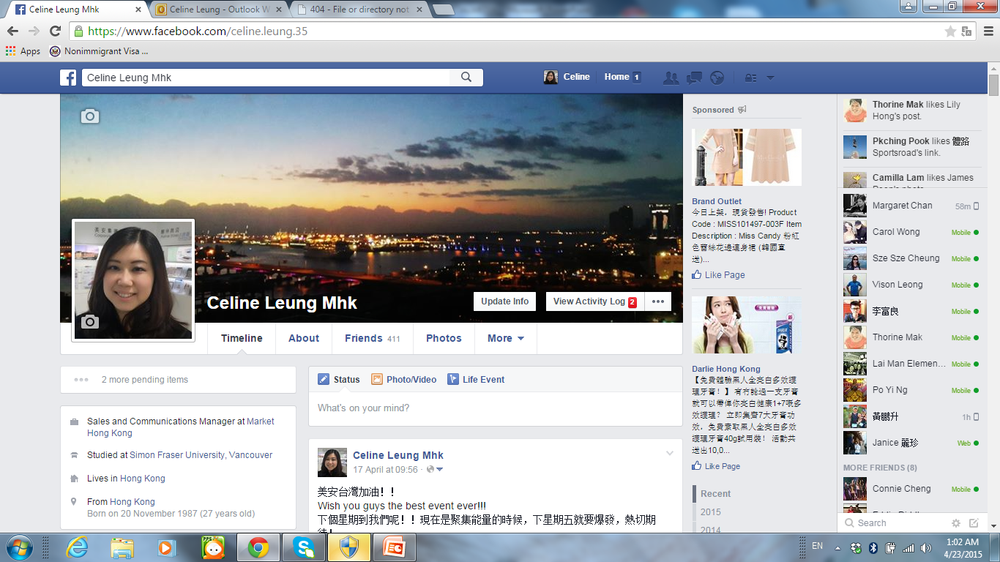 Celine Leung Mhk
Celine Leung - Outlook W
404 - File or directory not
https://www.facebook.com/celine.leung.35
Apps
Nonimmigrant Visa ...
Celine Leung Mhk
Celine
Home 1
Celine Leung Mhk
Update Info
View Activity Log 2
Timeline
About
Friends 411
Photos
More
2 more pending items
Sales and Communications Manager at Market
Hong Kong
Studied at Simon Fraser University, Vancouver
Lives in Hong Kong
From Hong Kong
Born on 20 November 1987 (27 years old)
Status
Photo/Video
Life Event
What's on your mind?
Celine Leung Mhk
17 April at 09:56 ·
美安台灣加油！！
Wish you guys the best event ever!!!
下個星期到我們呢！！現在是聚集能量的時候，下星期五就要爆發，熱切期
待！
Sponsored
Brand Outlet
今日上架，現貨發售! Product
Code : MISS101497-003F Item
Description : Miss Candy 粉紅
色蕾絲花邊連身裙 (韓國直
送)...
Like Page
DARLIE
Darlie Hong Kong
【免費體驗黑人全亮白多效護
理牙膏！】有冇諗過一支牙膏
就可以帶俾你亮白健康1+7嘅多
效護理？ 立即集齊7大牙膏功
效，免費索取黑人全亮白多效
護理牙膏40g試用裝！ 活動共
送出10,0...
Like Page
Recent
2015
2014
Thorine Mak likes Lily
Hong's post.
Pkching Pook likes 體路
Sportsroad's link.
Camilla Lam likes James
Margaret Chan 58m
Carol Wong Mobile
Sze Sze Cheung Mobile
Vison Leong Mobile
李富良 Mobile
Thorine Mak Mobile
Lai Man Elemen... Mobile
Po Yi Ng Mobile
黃鵬升 1h
Janice 麗珍 Web
MORE FRIENDS (8)
Connie Cheng Mobile
Search
PPS
EN
1:02 AM
4/23/2015